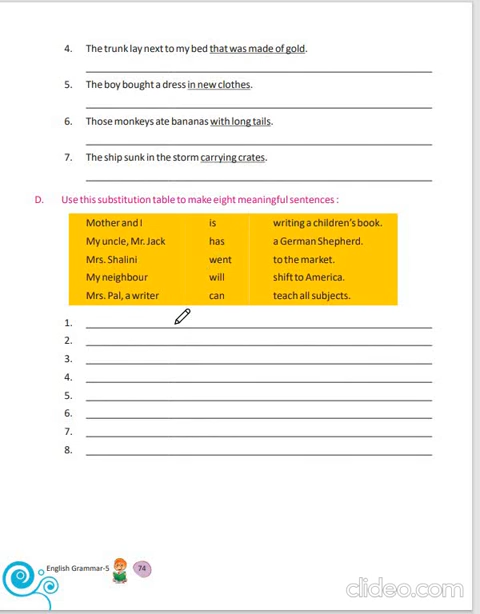 4. The trunk lay next to my bed that was made of gold.
5. The boy bought a dress in new clothes.
6. Those monkeys ate bananas with long tails.
7. The ship sunk in the storm carrying crates.
D. Use this substitution table to make eight meaningful sentences :
Mother and I is writing a children's book.
My uncle, Mr. Jack has a German Shepherd.
Mrs. Shalini went to the market.
My neighbour will shift to America.
Mrs. Pal, a writer can teach all subjects.
1.
2.
3.
4.
5.
6.
7.
8.
English Grammar-5 74
clideo.com